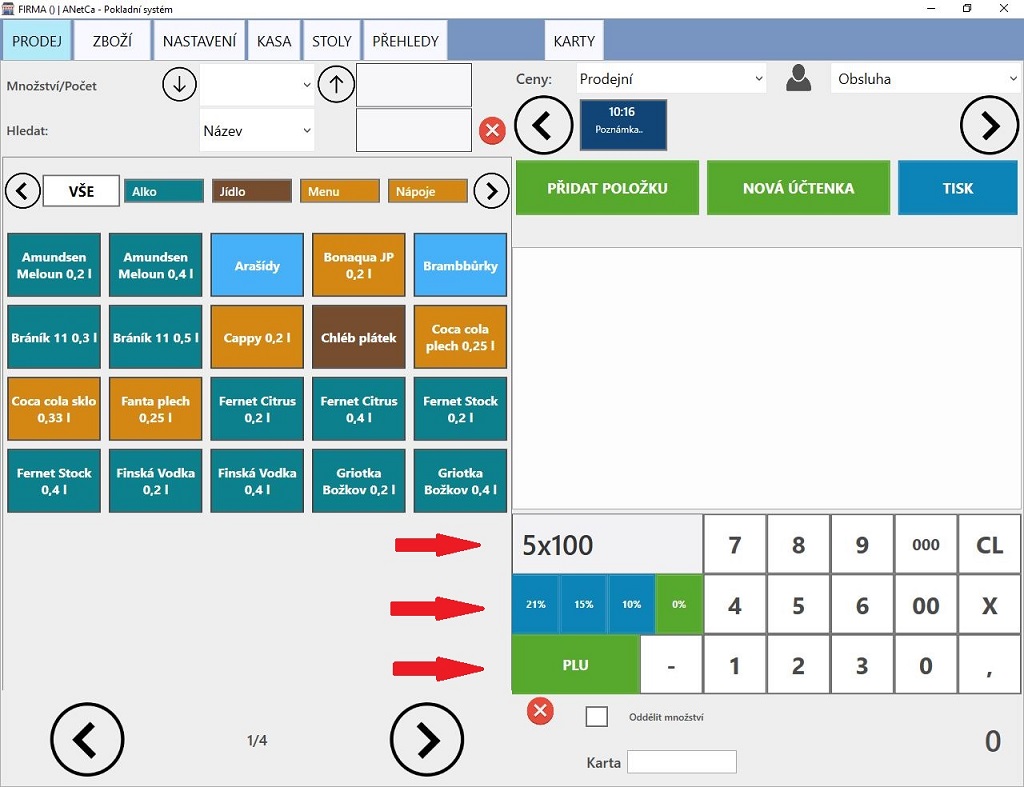 FIRMA () | ANetCa - Pokladní systém
PRODEJ
ZBOŽÍ
NASTAVENÍ
KASA
STOLY
PŘEHLEDY
KARTY
Množství/Počet
Hledat:
Název
Ceny:
Prodejní
Obsluha
10:16
Poznámka..
VŠE
Alko
Jídlo
Menu
Nápoje
PŘIDAT POLOŽKU
NOVÁ ÚČTENKA
TISK
Amundsen
Meloun 0,2 l
Amundsen
Meloun 0,4 l
Arašídy
Bonaqua JP
0,2 l
Brambbůrky
Bráník 11 0,3 l
Bráník 11 0,5 l
Cappy 0,2 l
Chléb plátek
Coca cola
plech 0,25 l
Coca cola sklo
0,33 l
Fanta plech
0,25 l
Fernet Citrus
0,2 l
Fernet Citrus
0,4 l
Fernet Stock
0,2 l
Fernet Stock
0,4 l
Finská Vodka
0,2 l
Finská Vodka
0,4 l
Griotka
Božkov 0,2 l
Griotka
Božkov 0,4 l
5x100
7
8
9
000
CL
21%
15%
10%
0%
4
5
6
00
X
PLU
-
1
2
3
0
,
1/4
Oddělit množství
0
Karta